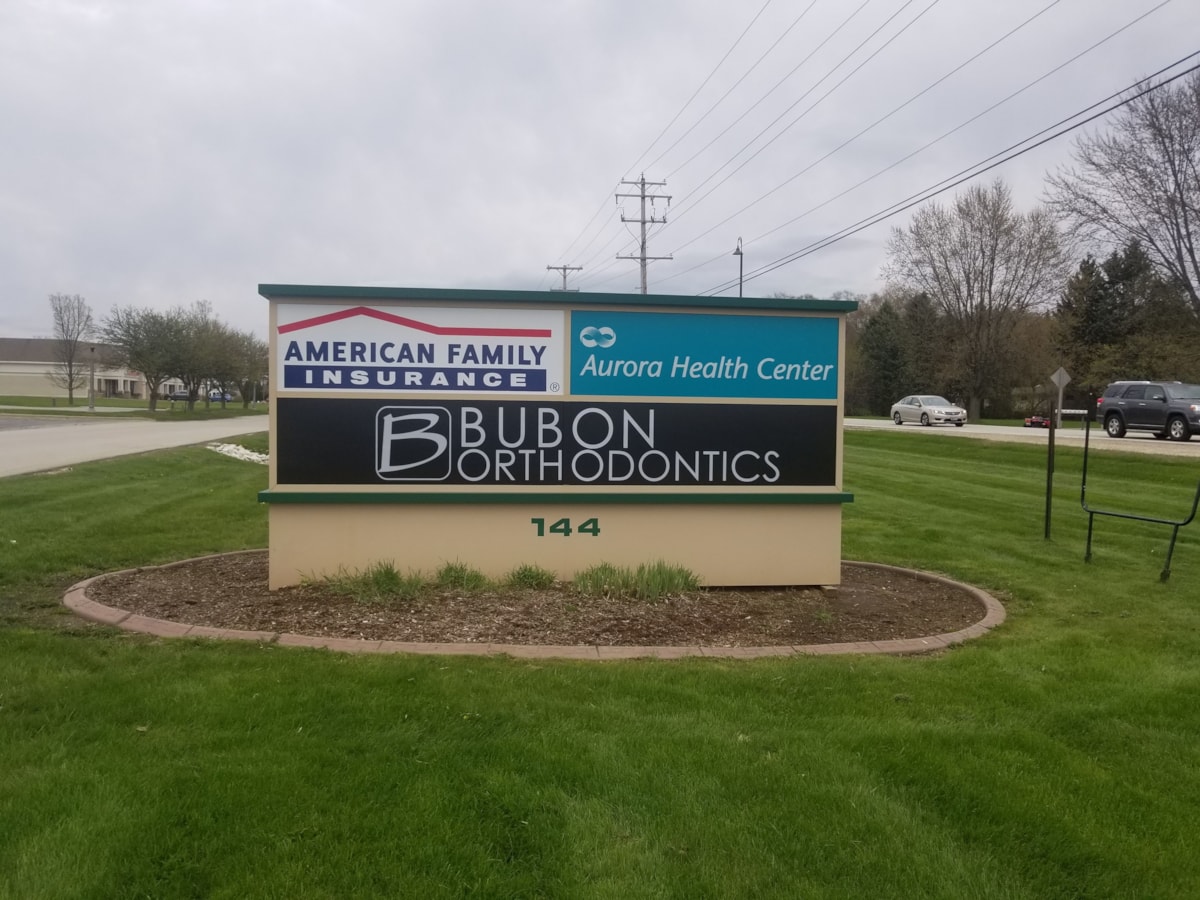 AMERICAN FAMILY
INSURANCE ®
Aurora Health Center
B BUBON
ORTHODONTICS
144